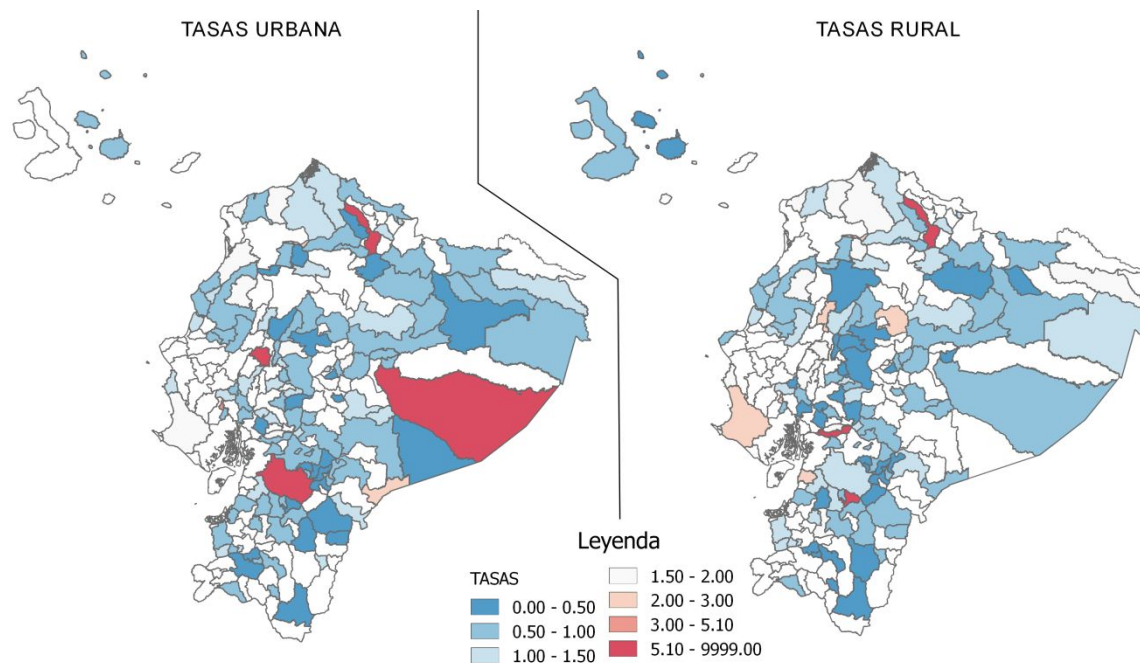 TASAS URBANA
TASAS RURAL
Leyenda
TASAS
0.00 - 0.50
0.50 - 1.00
1.00 - 1.50
1.50 - 2.00
2.00 - 3.00
3.00 - 5.10
5.10 - 9999.00